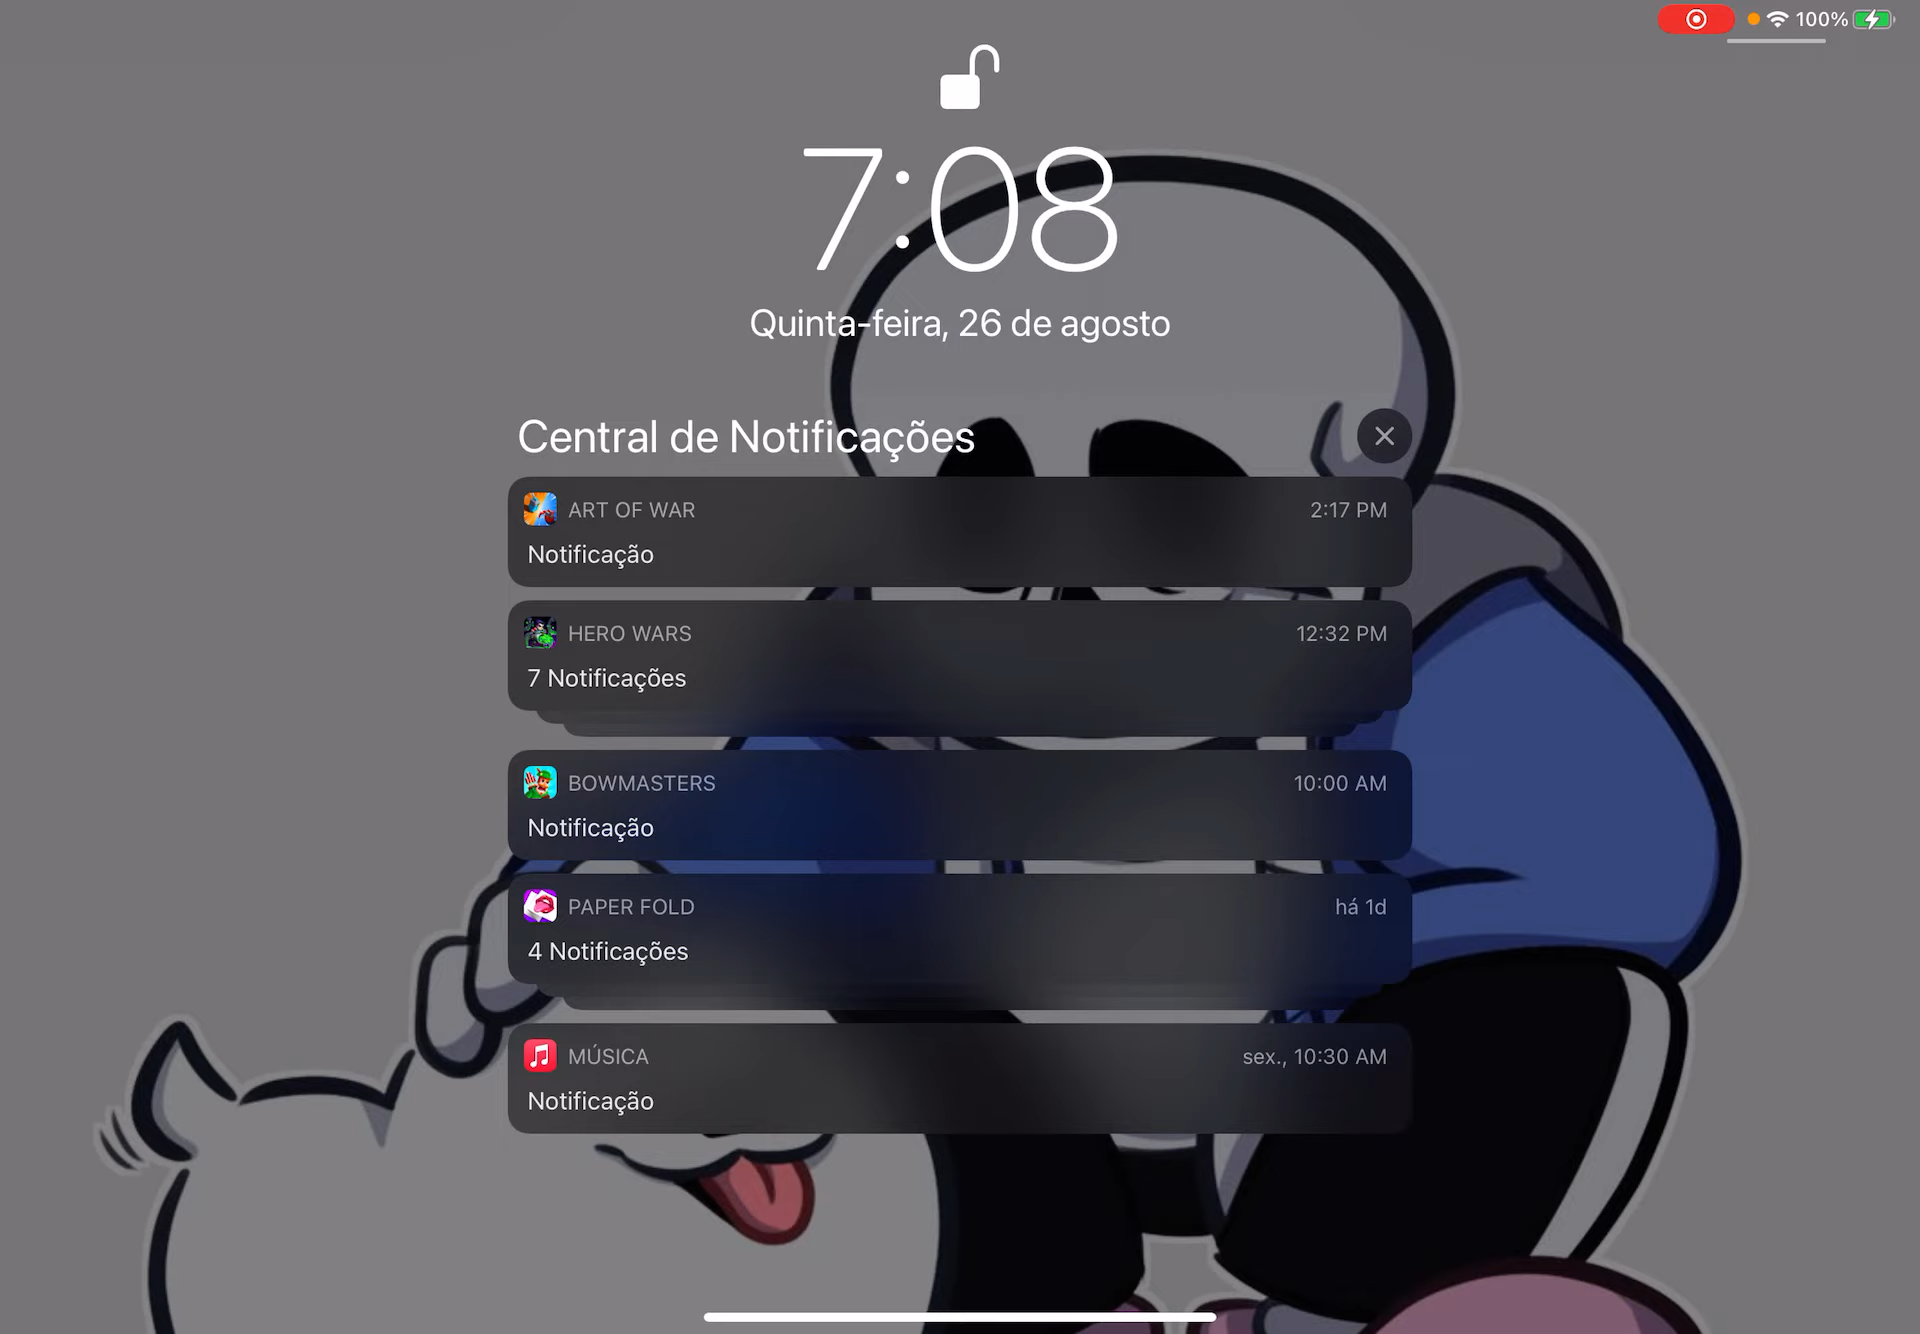 100%
7:08
Quinta-feira, 26 de agosto
Central de Notificações
ART OF WAR 2:17 PM
Notificação
HERO WARS 12:32 PM
7 Notificações
BOWMASTERS 10:00 AM
Notificação
PAPER FOLD há 1d
4 Notificações
MÚSICA sex., 10:30 AM
Notificação